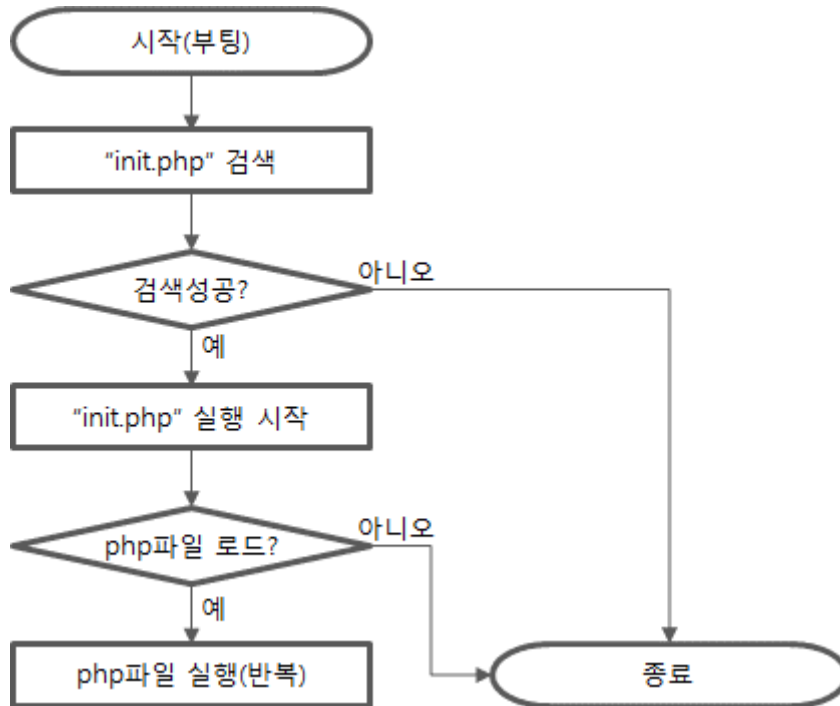 시작(부팅)
“init.php” 검색
검색성공?
아니오
예
“init.php” 실행 시작
php파일 로드?
아니오
예
php파일 실행(반복)
종료